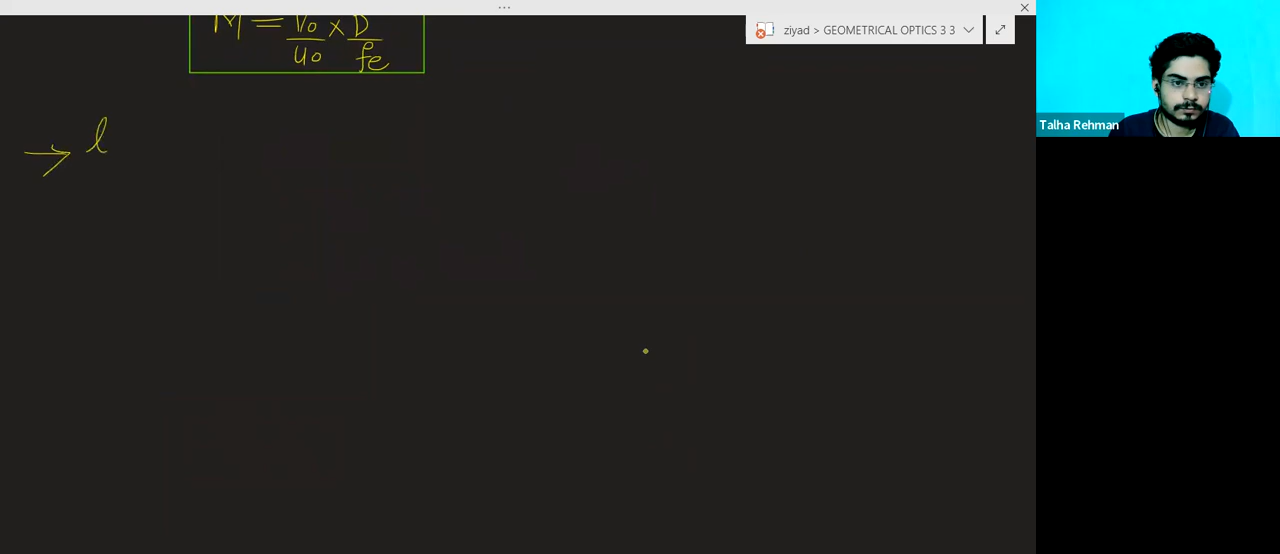 ...
ziyad > GEOMETRICAL OPTICS 3 3
M = v₀/u₀ × D/fe
→ l
Talha Rehman